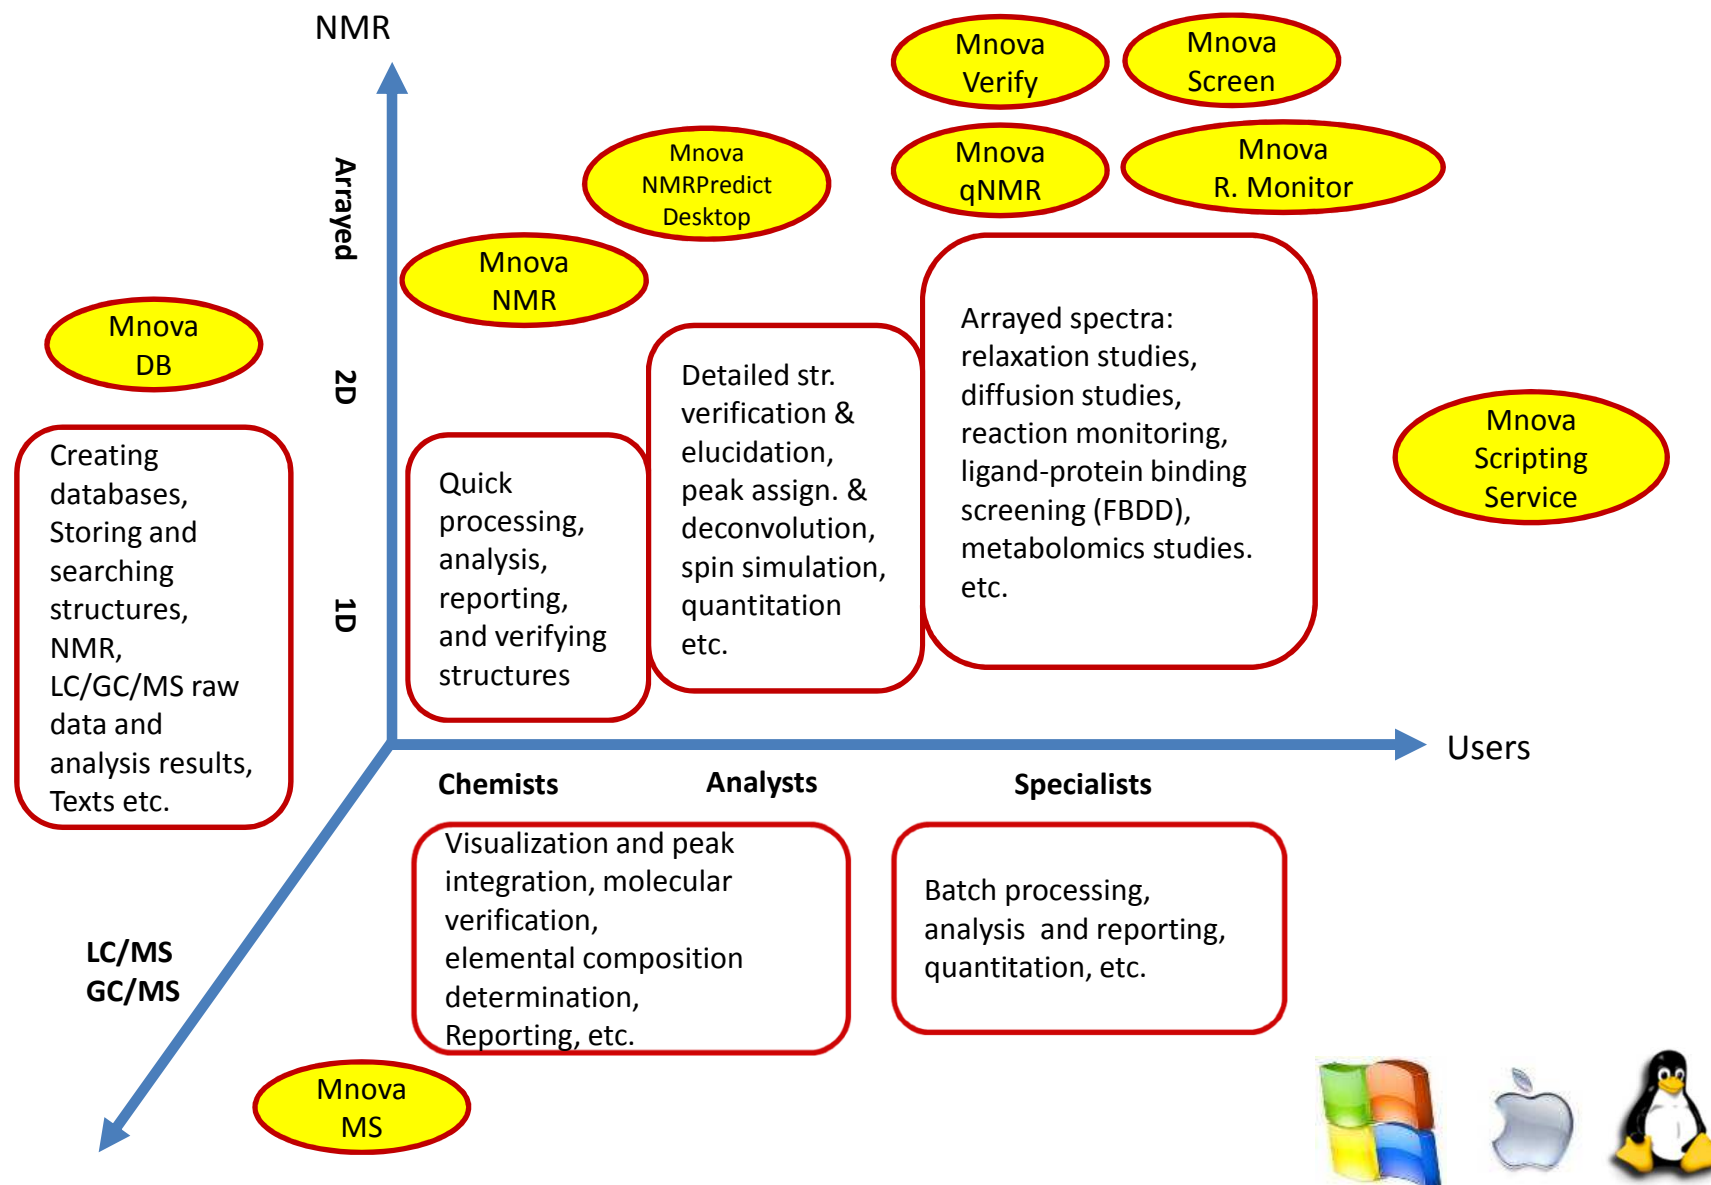 NMR
Mnova
Verify
Mnova
Screen
Mnova
NMRPredict
Desktop
Mnova
qNMR
Mnova
R. Monitor
Arrayed
Mnova
NMR
Mnova
DB
2D
1D
Creating
databases,
Storing and
searching
structures,
NMR,
LC/GC/MS raw
data and
analysis results,
Texts etc.
Quick
processing,
analysis,
reporting,
and verifying
structures
Detailed str.
verification &
elucidation,
peak assign. &
deconvolution,
spin simulation,
quantitation
etc.
Arrayed spectra:
relaxation studies,
diffusion studies,
reaction monitoring,
ligand-protein binding
screening (FBDD),
metabolomics studies.
etc.
Mnova
Scripting
Service
Users
Chemists
Analysts
Specialists
Visualization and peak
integration, molecular
verification,
elemental composition
determination,
Reporting, etc.
Batch processing,
analysis and reporting,
quantitation, etc.
LC/MS
GC/MS
Mnova
MS